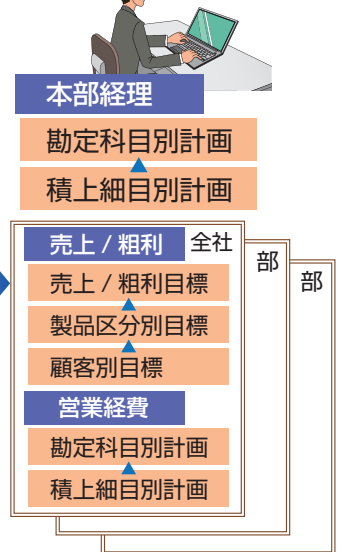 本部経理
勘定科目別計画
積上細目別計画
売上 / 粗利 全社
部
部
売上 / 粗利目標
製品区分別目標
顧客別目標
営業経費
勘定科目別計画
積上細目別計画